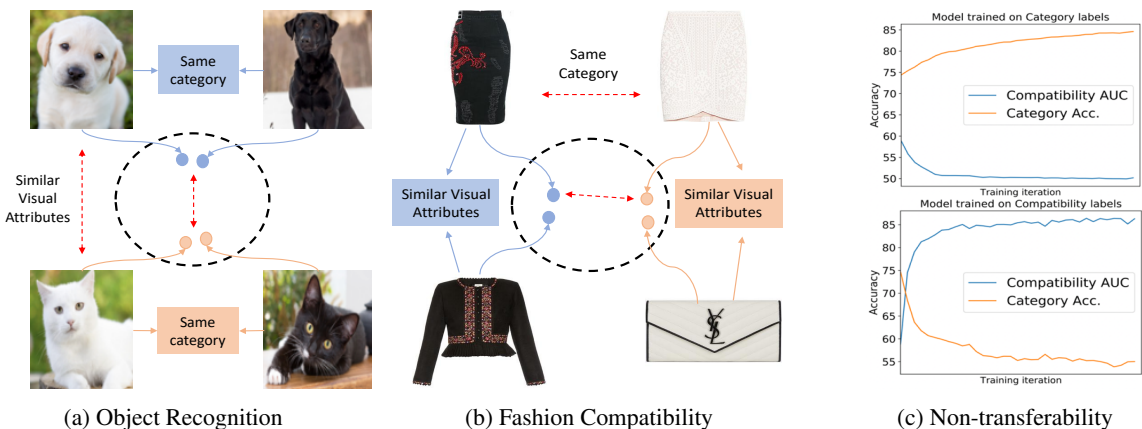 Same
category
Similar
Visual
Attributes
Same
category
(a) Object Recognition
Same
Category
Similar Visual
Attributes
Similar Visual
Attributes
YSL
(b) Fashion Compatibility
Model trained on Category labels
85
80
75
70
65
60
55
50
Accuracy
Compatibility AUC
Category Acc.
Training iteration
Model trained on Compatibility labels
85
80
75
70
65
60
55
Accuracy
Compatibility AUC
Category Acc.
Training iteration
(c) Non-transferability